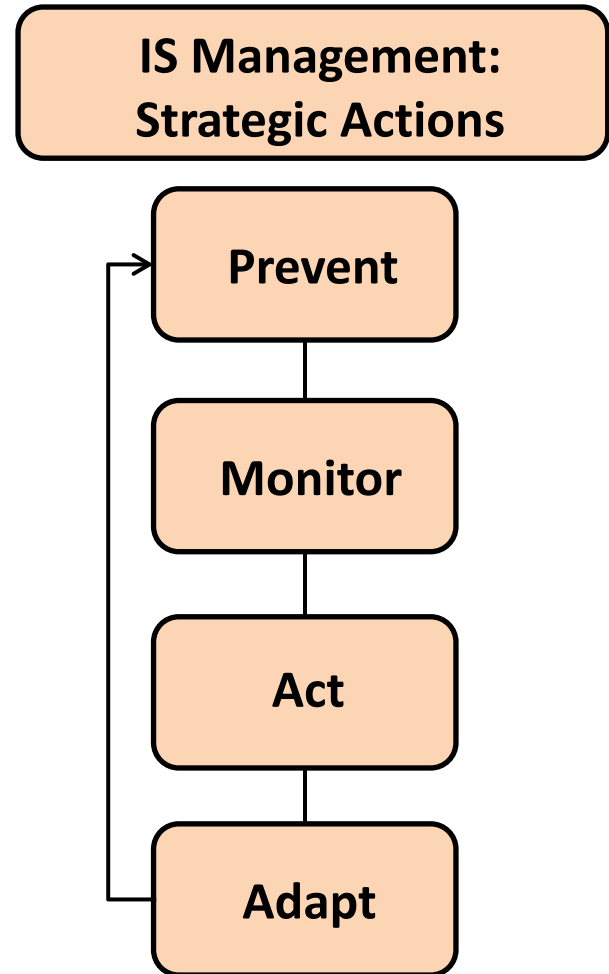 IS Management:
Strategic Actions
Prevent
Monitor
Act
Adapt